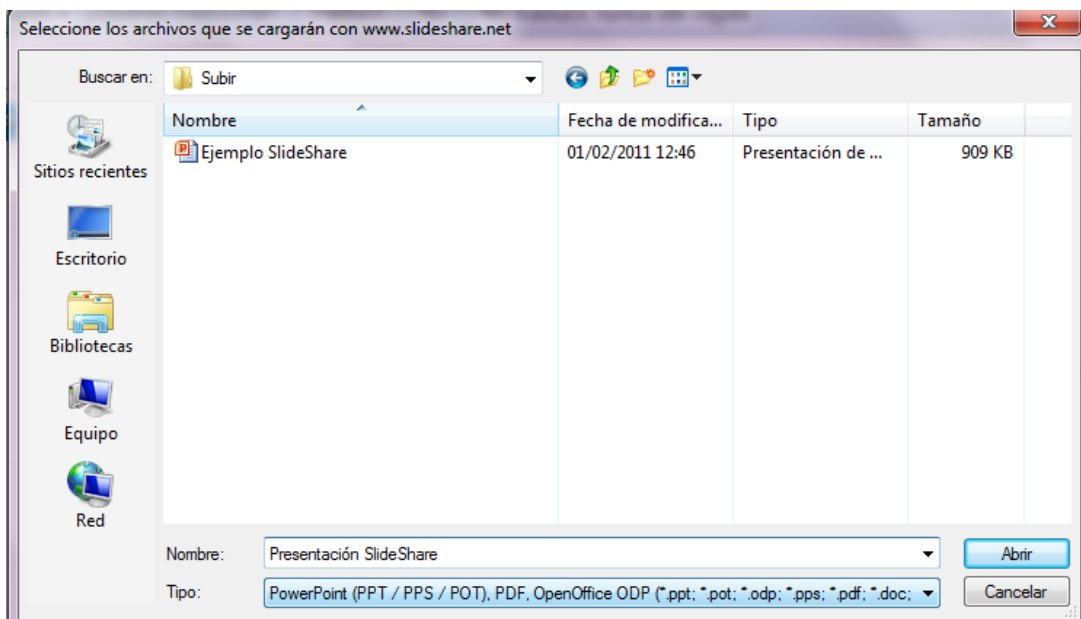 Seleccione los archivos que se cargarán con www.slideshare.net
Buscar en: Subir
Nombre Fecha de modifica... Tipo Tamaño
Ejemplo SlideShare 01/02/2011 12:46 Presentación de ... 909 KB
Sitios recientes
Escritorio
Bibliotecas
Equipo
Red
Nombre: Presentación SlideShare Abrir
Tipo: PowerPoint (PPT / PPS / POT), PDF, OpenOffice ODP (*.ppt; *.pot; *.odp; *.pps; *.pdf; *.doc; Cancelar